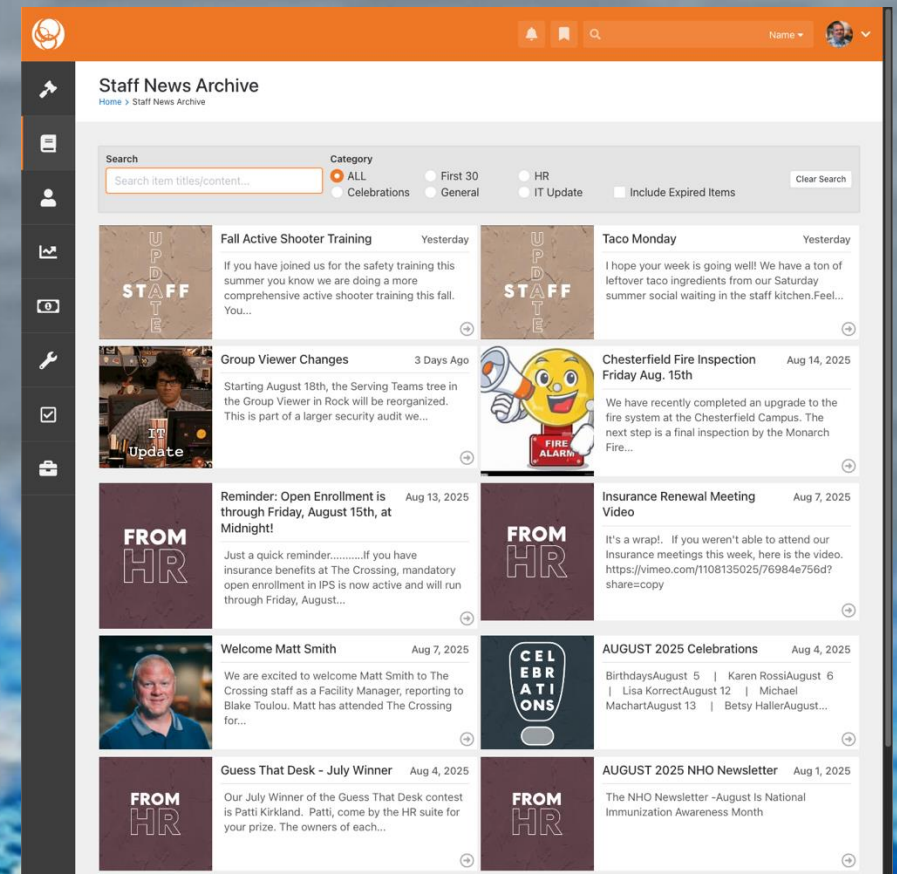 Name
Staff News Archive
Home > Staff News Archive
Search
Search item titles/content...
Category
ALL
First 30
HR
Celebrations
General
IT Update
Include Expired Items
Clear Search
UPDATE
STAFF
Fall Active Shooter Training
Yesterday
If you have joined us for the safety training this
summer you know we are doing a more
comprehensive active shooter training this fall.
You...
UPDATE
STAFF
Taco Monday
Yesterday
I hope your week is going well! We have a ton of
leftover taco ingredients from our Saturday
summer social waiting in the staff kitchen.Feel...
IT
Update
Group Viewer Changes
3 Days Ago
Starting August 18th, the Serving Teams tree in
the Group Viewer in Rock will be reorganized.
This is part of a larger security audit we...
FIRE
ALARM
Chesterfield Fire Inspection
Friday Aug. 15th
Aug 14, 2025
We have recently completed an upgrade to the
fire system at the Chesterfield Campus. The
next step is a final inspection by the Monarch
Fire...
FROM
HR
Reminder: Open Enrollment is
through Friday, August 15th, at
Midnight!
Aug 13, 2025
Just a quick reminder...........If you have
insurance benefits at The Crossing, mandatory
open enrollment in IPS is now active and will run
through Friday, August...
FROM
HR
Insurance Renewal Meeting
Video
Aug 7, 2025
It's a wrap!. If you weren't able to attend our
Insurance meetings this week, here is the video.
https://vimeo.com/1108135025/76984e756d?
share=copy
Welcome Matt Smith
Aug 7, 2025
We are excited to welcome Matt Smith to The
Crossing staff as a Facility Manager, reporting to
Blake Toulou. Matt has attended The Crossing
for...
CEL
EBR
ATI
ONS
AUGUST 2025 Celebrations
Aug 4, 2025
BirthdaysAugust 5 | Karen RossiAugust 6
| Lisa KorrectAugust 12 | Michael
MachartAugust 13 | Betsy HallerAugust...
FROM
HR
Guess That Desk - July Winner
Aug 4, 2025
Our July Winner of the Guess That Desk contest
is Patti Kirkland. Patti, come by the HR suite for
your prize. The owners of each...
FROM
HR
AUGUST 2025 NHO Newsletter
Aug 1, 2025
The NHO Newsletter -August Is National
Immunization Awareness Month